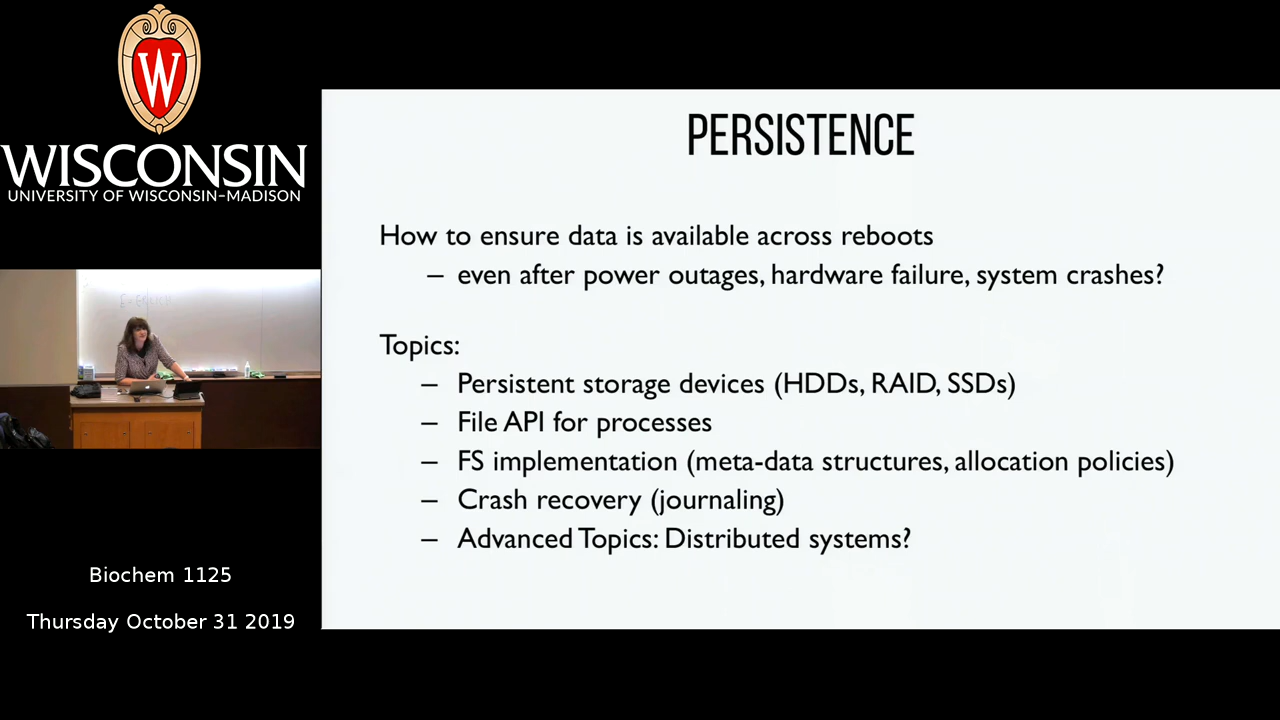 W
WISCONSIN
UNIVERSITY OF WISCONSIN–MADISON
Biochem 1125
Thursday October 31 2019
PERSISTENCE
How to ensure data is available across reboots
– even after power outages, hardware failure, system crashes?
Topics:
– Persistent storage devices (HDDs, RAID, SSDs)
– File API for processes
– FS implementation (meta-data structures, allocation policies)
– Crash recovery (journaling)
– Advanced Topics: Distributed systems?